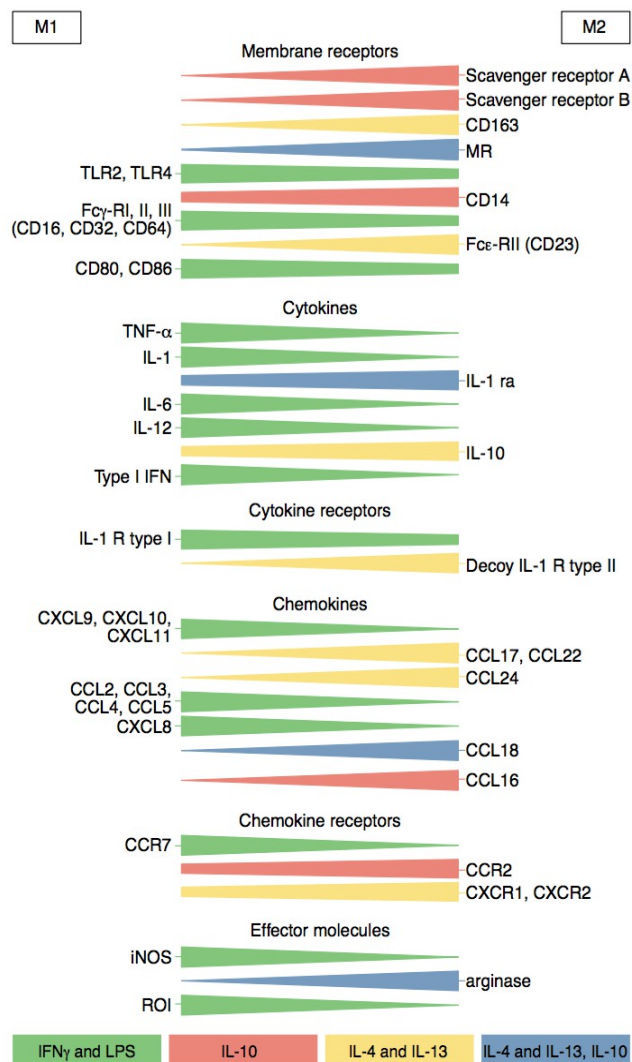 M1
M2
Membrane receptors
Scavenger receptor A
Scavenger receptor B
CD163
MR
TLR2, TLR4
CD14
Fcγ-RI, II, III
(CD16, CD32, CD64)
Fcε-RII (CD23)
CD80, CD86
Cytokines
TNF-α
IL-1
IL-1 ra
IL-6
IL-12
IL-10
Type I IFN
Cytokine receptors
IL-1 R type I
Decoy IL-1 R type II
Chemokines
CXCL9, CXCL10,
CXCL11
CCL17, CCL22
CCL24
CCL2, CCL3,
CCL4, CCL5
CXCL8
CCL18
CCL16
Chemokine receptors
CCR7
CCR2
CXCR1, CXCR2
Effector molecules
iNOS
arginase
ROI
IFNγ and LPS
IL-10
IL-4 and IL-13
IL-4 and IL-13, IL-10